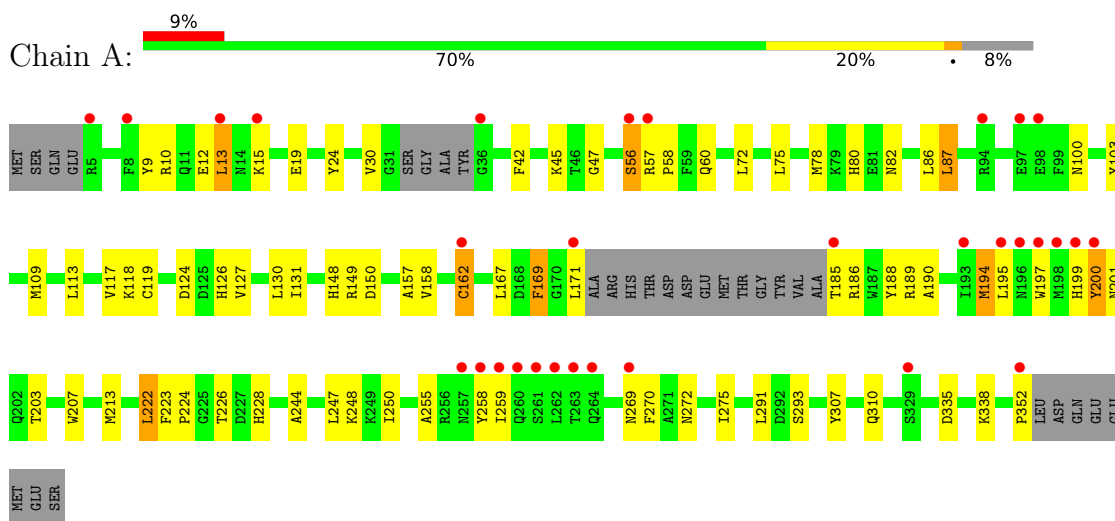 9%
Chain A:
70% 20% • 8%
MET SER GLN GLU R5 F8 Y9 R10 Q11 E12 L13 N14 K15 E19 Y24 V30 G31 SER GLY ALA TYR G36 F42 K45 T46 G47 S56 R57 P58 F59 Q60 L72 L75 M78 K79 H80 E81 N82 L86 L87 R94 E97 E98 F99 N100
M109 L113 V117 K118 C119 D124 D125 H126 V127 L130 I131 H148 R149 D150 A157 V158 C162 L167 D168 F169 G170 L171 ALA ARG HIS THR ASP ASP GLU MET THR GLY TYR VAL ALA T185 R186 W187 Y188 R189 A190 I193 M194 L195 N196 W197 M198 H199 Y200 N201
Q202 T203 W207 M213 L222 F223 P224 G225 T226 D227 H228 A244 L247 K248 K249 I250 A255 R256 N257 Y258 I259 Q260 S261 L262 T263 Q264 N269 F270 A271 N272 I275 L291 D292 S293 Y307 Q310 S329 D335 K338 P352 LEU ASP GLN GLU GLU
MET GLU SER